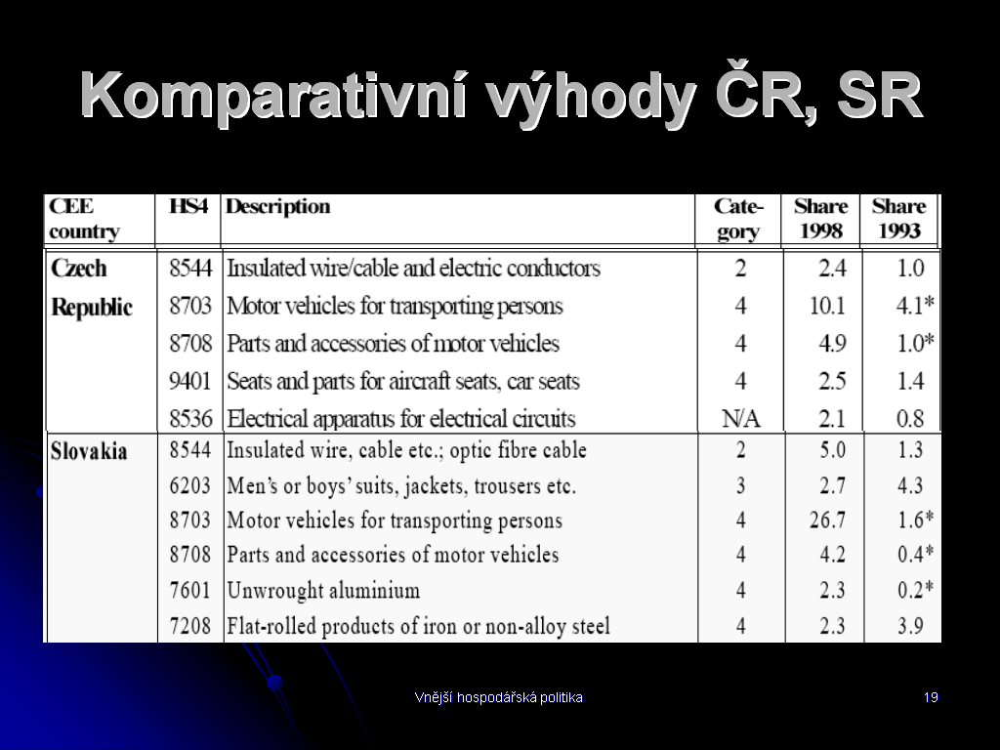 Komparativní výhody ČR, SR
CEE country HS4 Description Cate-gory Share 1998 Share 1993
Czech 8544 Insulated wire/cable and electric conductors 2 2.4 1.0
Republic 8703 Motor vehicles for transporting persons 4 10.1 4.1*
8708 Parts and accessories of motor vehicles 4 4.9 1.0*
9401 Seats and parts for aircraft seats, car seats 4 2.5 1.4
8536 Electrical apparatus for electrical circuits N/A 2.1 0.8
Slovakia 8544 Insulated wire, cable etc.; optic fibre cable 2 5.0 1.3
6203 Men's or boys' suits, jackets, trousers etc. 3 2.7 4.3
8703 Motor vehicles for transporting persons 4 26.7 1.6*
8708 Parts and accessories of motor vehicles 4 4.2 0.4*
7601 Unwrought aluminium 4 2.3 0.2*
7208 Flat-rolled products of iron or non-alloy steel 4 2.3 3.9
Vnější hospodářská politika 19